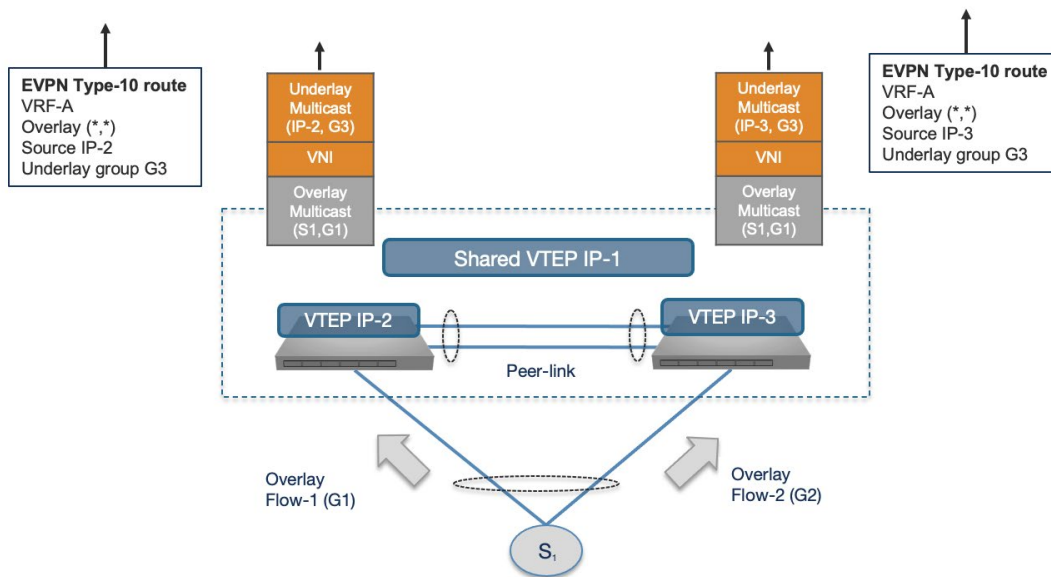 EVPN Type-10 route
VRF-A
Overlay (*,*)
Source IP-2
Underlay group G3
Underlay
Multicast
(IP-2, G3)
VNI
Overlay
Multicast
(S1,G1)
Underlay
Multicast
(IP-3, G3)
VNI
Overlay
Multicast
(S1,G1)
EVPN Type-10 route
VRF-A
Overlay (*,*)
Source IP-3
Underlay group G3
Shared VTEP IP-1
VTEP IP-2
VTEP IP-3
Peer-link
Overlay
Flow-1 (G1)
Overlay
Flow-2 (G2)
S1